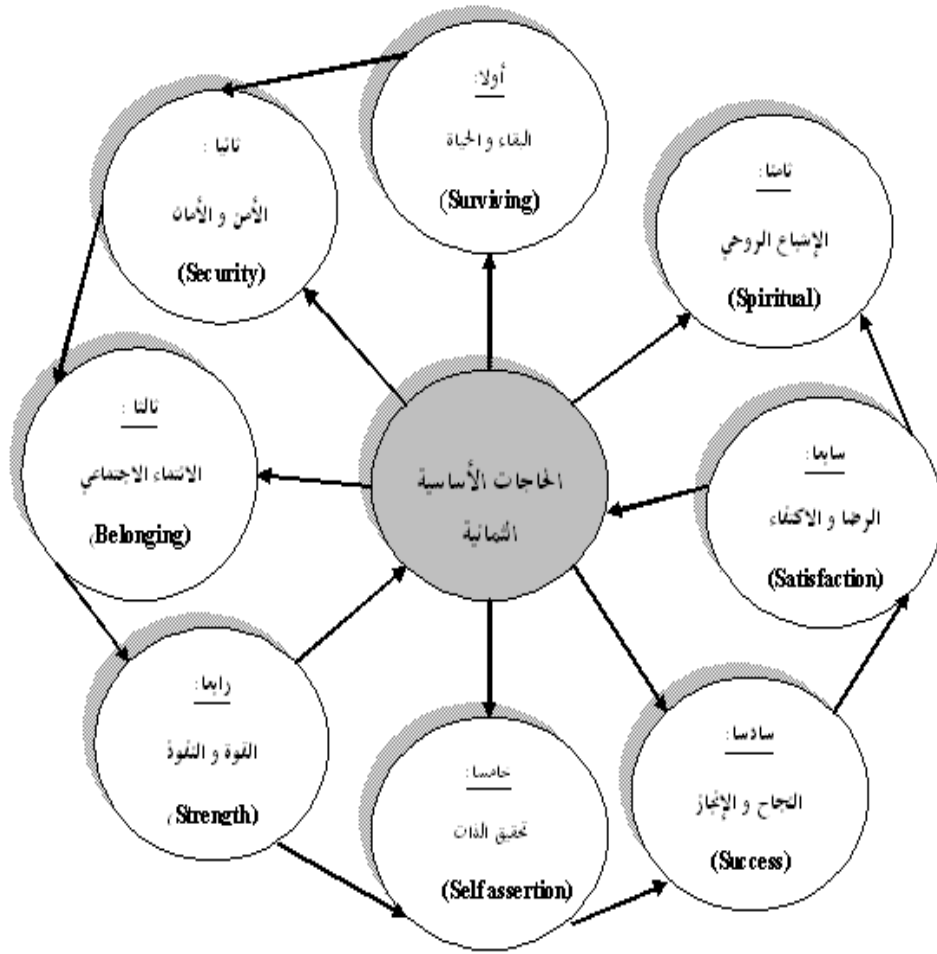 أولا:
البقاء و الحياة
(Surviving)
ثانيا :
الأمن و الأمان
(Security)
ثالثا :
الانتماء الاجتماعي
(Belonging)
رابعا:
القوة و النفوذ
(Strength)
خامسا:
تحقيق الذات
(Self assertion)
سادسا:
النجاح و الإنجاز
(Success)
سابعا:
الرضا و الاكتفاء
(Satisfaction)
ثامنا:
الإشباع الروحي
(Spiritual)
الحاجات الأساسية
الثمانية